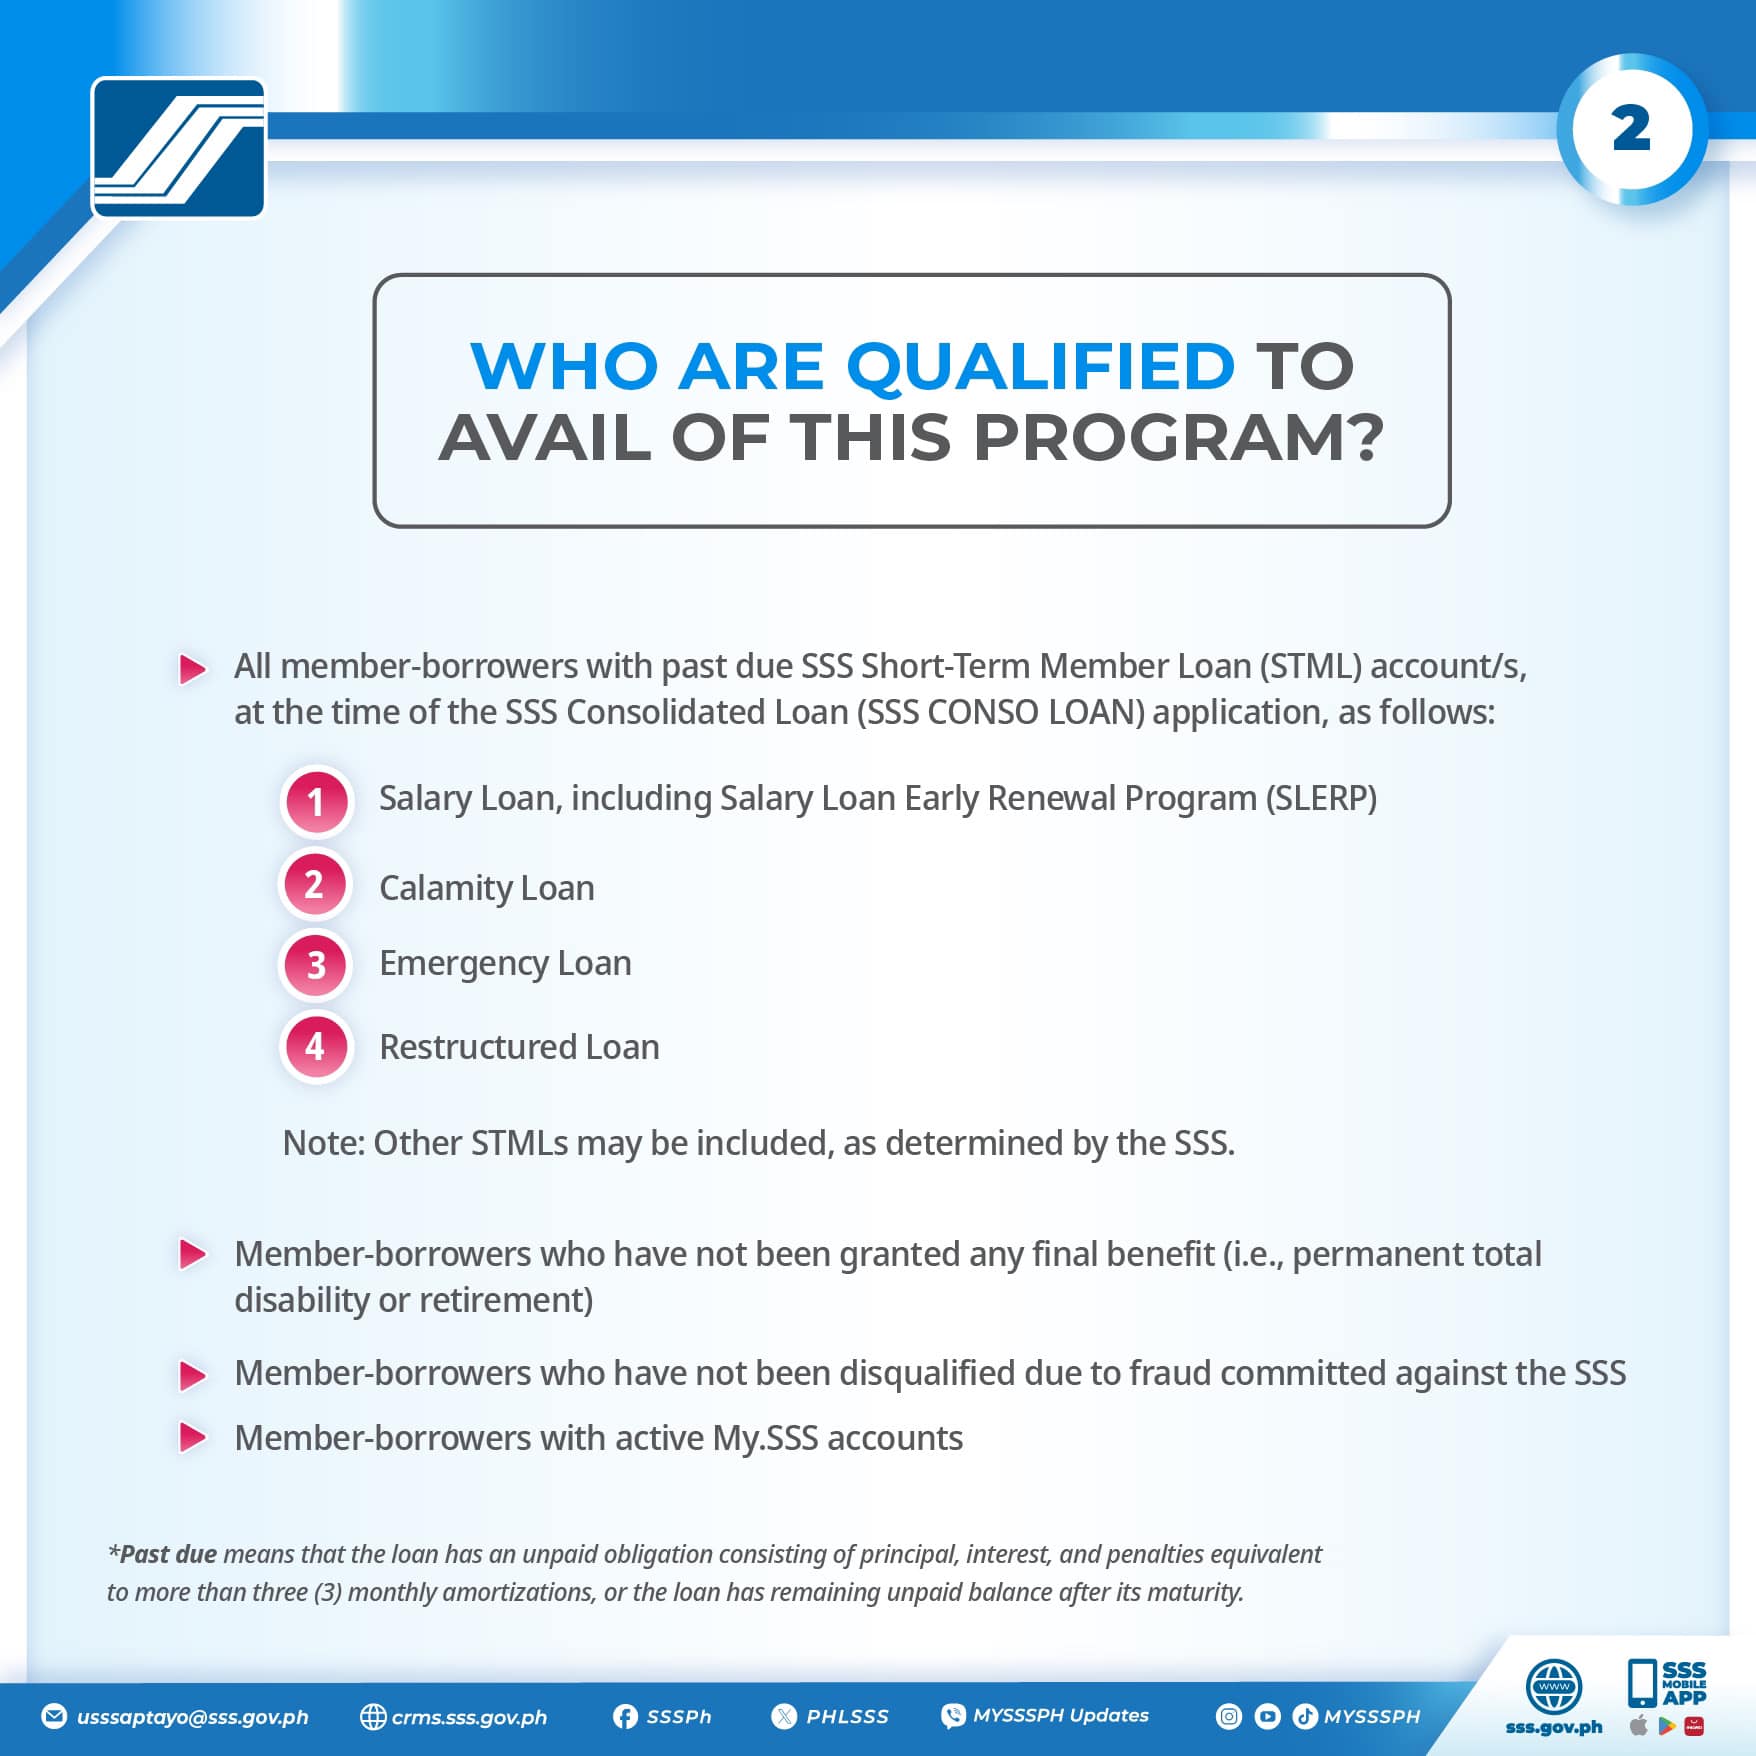 2
WHO ARE QUALIFIED TO
AVAIL OF THIS PROGRAM?
All member-borrowers with past due SSS Short-Term Member Loan (STML) account/s,
at the time of the SSS Consolidated Loan (SSS CONSO LOAN) application, as follows:
1 Salary Loan, including Salary Loan Early Renewal Program (SLERP)
2 Calamity Loan
3 Emergency Loan
4 Restructured Loan
Note: Other STMLs may be included, as determined by the SSS.
Member-borrowers who have not been granted any final benefit (i.e., permanent total
disability or retirement)
Member-borrowers who have not been disqualified due to fraud committed against the SSS
Member-borrowers with active My.SSS accounts
*Past due means that the loan has an unpaid obligation consisting of principal, interest, and penalties equivalent
to more than three (3) monthly amortizations, or the loan has remaining unpaid balance after its maturity.
usssaptayo@sss.gov.ph crms.sss.gov.ph SSSPh PHLSSS MYSSSPH Updates MYSSSPH
www
sss.gov.ph
SSS
MOBILE
APP